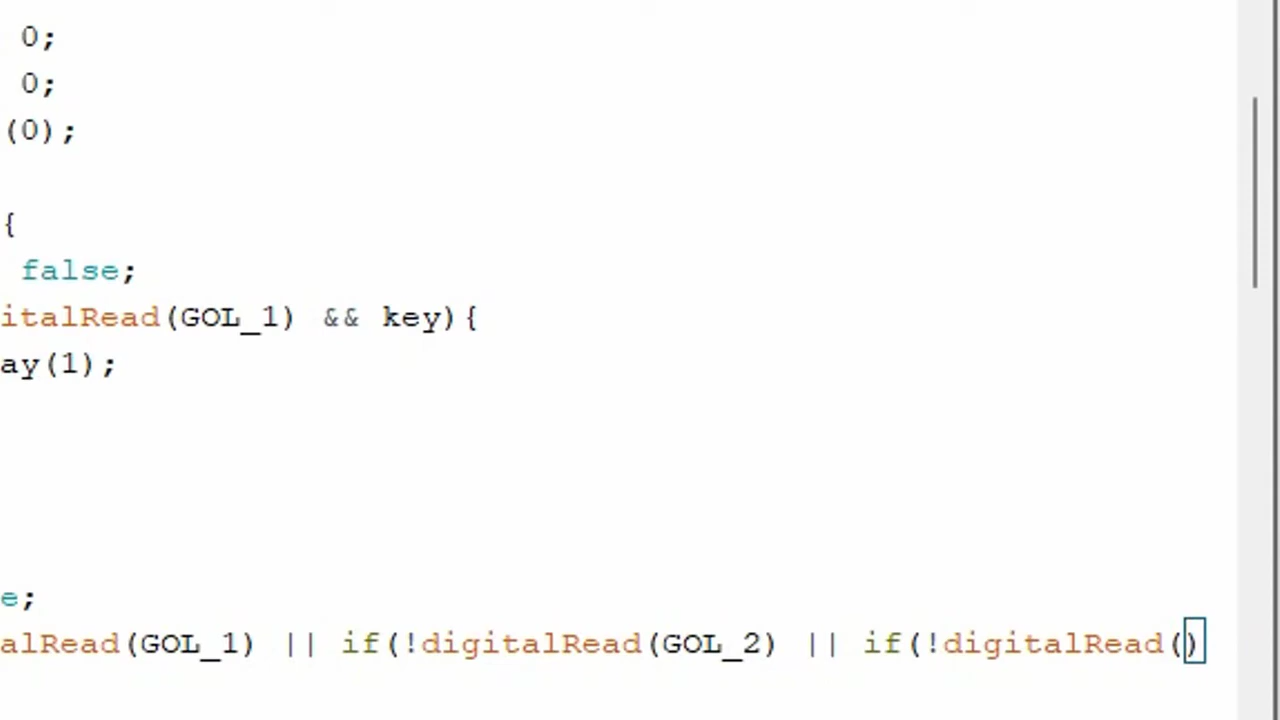 0;
0;
(0);
{
false;
italRead(GOL_1) && key){
ay(1);
e;
alRead(GOL_1) || if(!digitalRead(GOL_2) || if(!digitalRead()